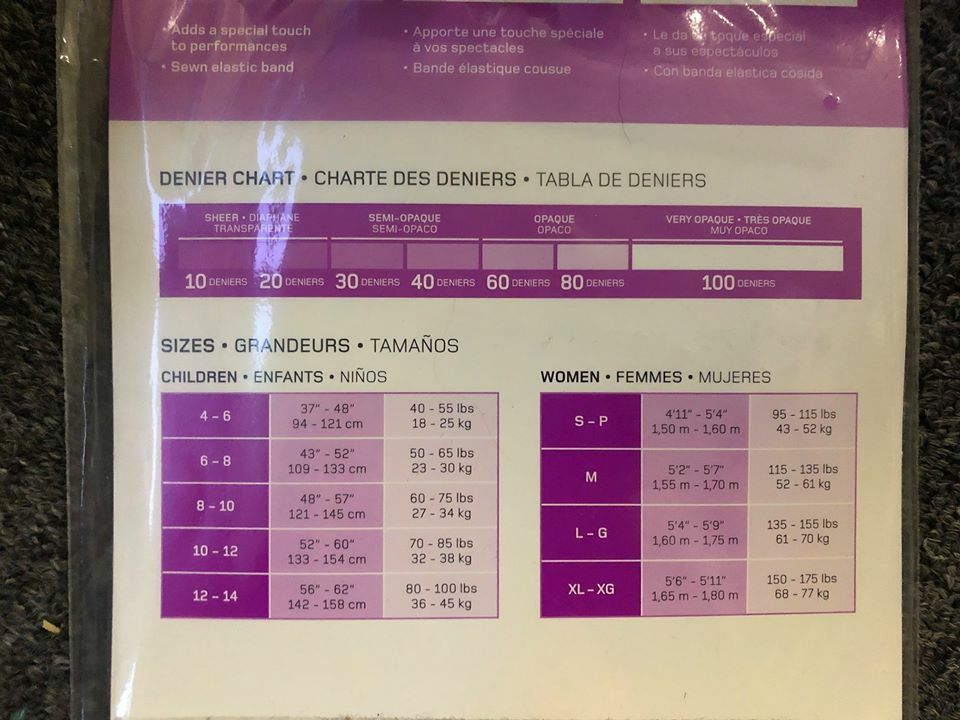 • Adds a special touch
to performances
• Sewn elastic band
• Apporte une touche spéciale
à vos spectacles
• Bande élastique cousue
• Le da un toque especial
a sus espectáculos
• Con banda elástica cosida
DENIER CHART • CHARTE DES DENIERS • TABLA DE DENIERS
SHEER • DIAPHANE
TRANSPARENTE
SEMI-OPAQUE
SEMI-OPACO
OPAQUE
OPACO
VERY OPAQUE • TRÈS OPAQUE
MUY OPACO
10 DENIERS 20 DENIERS 30 DENIERS 40 DENIERS 60 DENIERS 80 DENIERS 100 DENIERS
SIZES • GRANDEURS • TAMAÑOS
CHILDREN • ENFANTS • NIÑOS
4 - 6
37" - 48"
94 - 121 cm
40 - 55 lbs
18 - 25 kg
6 - 8
43" - 52"
109 - 133 cm
50 - 65 lbs
23 - 30 kg
8 - 10
48" - 57"
121 - 145 cm
60 - 75 lbs
27 - 34 kg
10 - 12
52" - 60"
133 - 154 cm
70 - 85 lbs
32 - 38 kg
12 - 14
56" - 62"
142 - 158 cm
80 - 100 lbs
36 - 45 kg
WOMEN • FEMMES • MUJERES
S - P
4'11" - 5'4"
1,50 m - 1,60 m
95 - 115 lbs
43 - 52 kg
M
5'2" - 5'7"
1,55 m - 1,70 m
115 - 135 lbs
52 - 61 kg
L - G
5'4" - 5'9"
1,60 m - 1,75 m
135 - 155 lbs
61 - 70 kg
XL - XG
5'6" - 5'11"
1,65 m - 1,80 m
150 - 175 lbs
68 - 77 kg